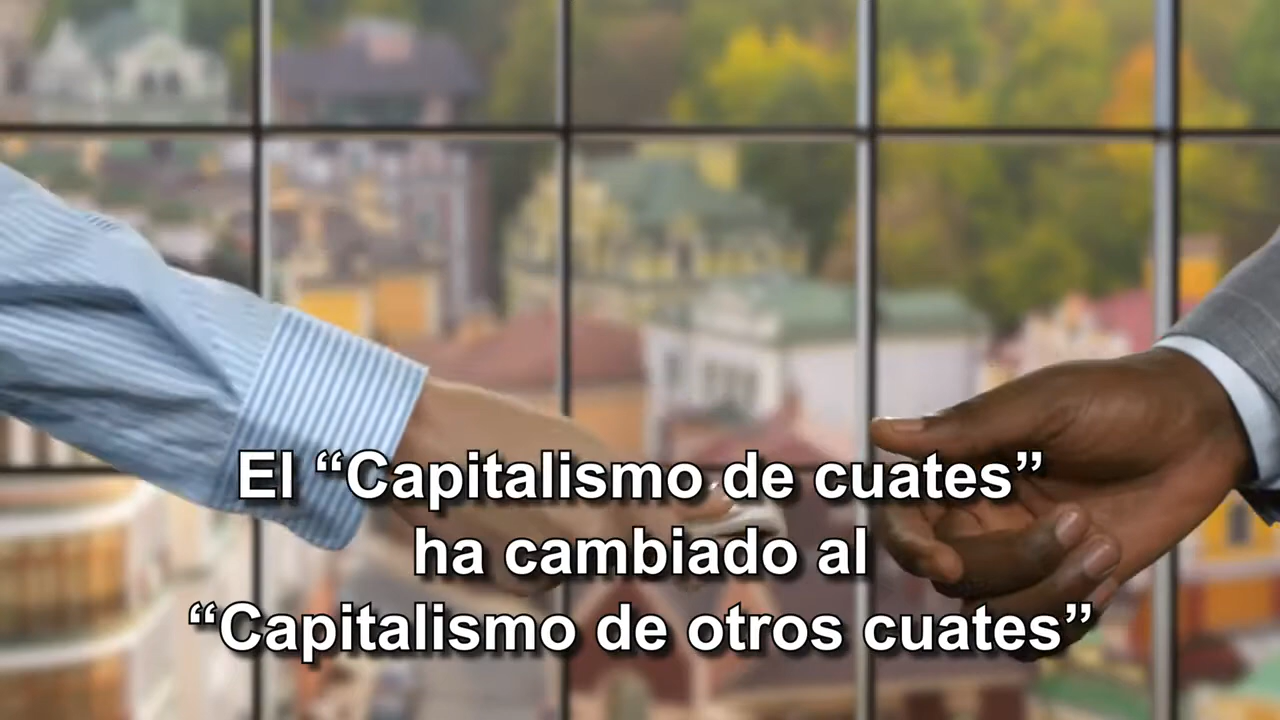 El “Capitalismo de cuates”
ha cambiado al
“Capitalismo de otros cuates”